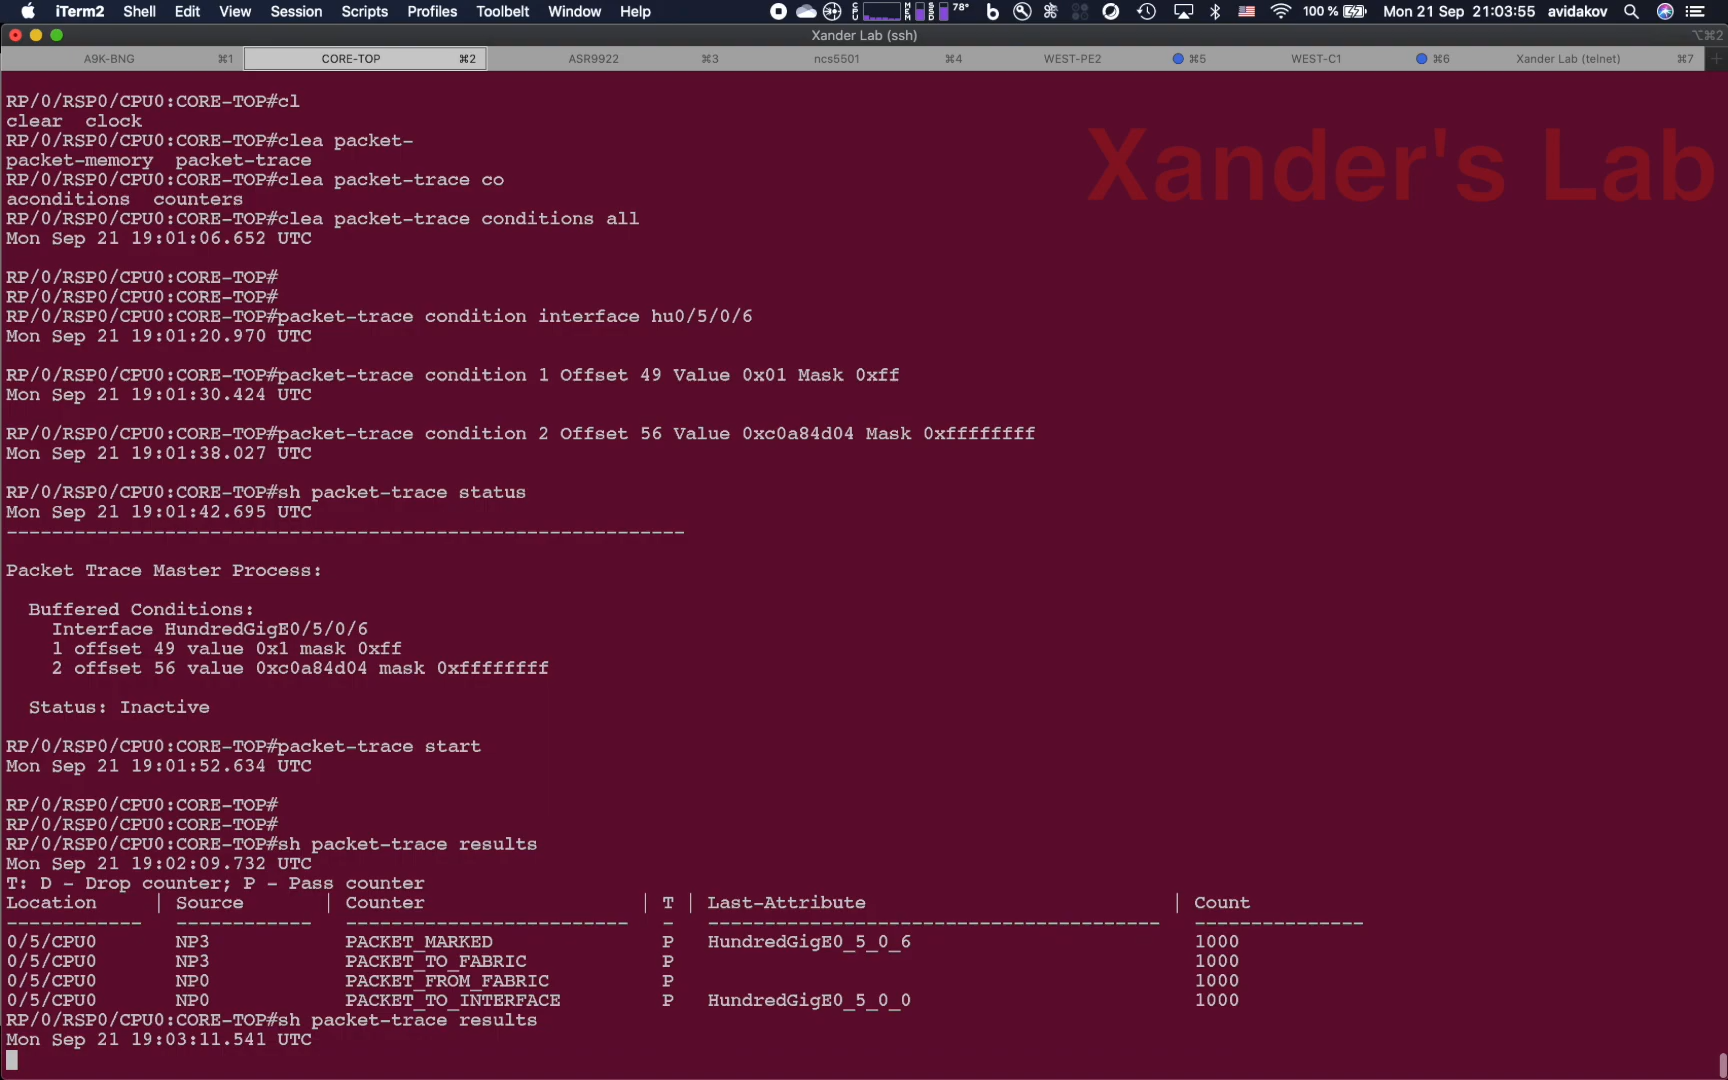 iTerm2 Shell Edit View Session Scripts Profiles Toolbelt Window Help 78° 100 % Mon 21 Sep 21:03:55 avidakov
Xander Lab (ssh) ⌥⌘2
A9K-BNG ⌘1 CORE-TOP ⌘2 ASR9922 ⌘3 ncs5501 ⌘4 WEST-PE2 ⌘5 WEST-C1 ⌘6 Xander Lab (telnet) ⌘7
Xander's Lab
RP/0/RSP0/CPU0:CORE-TOP#cl
clear  clock
RP/0/RSP0/CPU0:CORE-TOP#clea packet-
packet-memory  packet-trace
RP/0/RSP0/CPU0:CORE-TOP#clea packet-trace co
aconditions  counters
RP/0/RSP0/CPU0:CORE-TOP#clea packet-trace conditions all
Mon Sep 21 19:01:06.652 UTC
RP/0/RSP0/CPU0:CORE-TOP#
RP/0/RSP0/CPU0:CORE-TOP#
RP/0/RSP0/CPU0:CORE-TOP#packet-trace condition interface hu0/5/0/6
Mon Sep 21 19:01:20.970 UTC
RP/0/RSP0/CPU0:CORE-TOP#packet-trace condition 1 Offset 49 Value 0x01 Mask 0xff
Mon Sep 21 19:01:30.424 UTC
RP/0/RSP0/CPU0:CORE-TOP#packet-trace condition 2 Offset 56 Value 0xc0a84d04 Mask 0xffffffff
Mon Sep 21 19:01:38.027 UTC
RP/0/RSP0/CPU0:CORE-TOP#sh packet-trace status
Mon Sep 21 19:01:42.695 UTC
------------------------------------------------------------
Packet Trace Master Process:
Buffered Conditions:
Interface HundredGigE0/5/0/6
1 offset 49 value 0x1 mask 0xff
2 offset 56 value 0xc0a84d04 mask 0xffffffff
Status: Inactive
RP/0/RSP0/CPU0:CORE-TOP#packet-trace start
Mon Sep 21 19:01:52.634 UTC
RP/0/RSP0/CPU0:CORE-TOP#
RP/0/RSP0/CPU0:CORE-TOP#
RP/0/RSP0/CPU0:CORE-TOP#sh packet-trace results
Mon Sep 21 19:02:09.732 UTC
T: D - Drop counter; P - Pass counter
Location | Source | Counter | T | Last-Attribute | Count
------------ ------------ ------------------------- - ---------------------------------------- ---------------
0/5/CPU0 NP3 PACKET_MARKED P HundredGigE0_5_0_6 1000
0/5/CPU0 NP3 PACKET_TO_FABRIC P 1000
0/5/CPU0 NP0 PACKET_FROM_FABRIC P 1000
0/5/CPU0 NP0 PACKET_TO_INTERFACE P HundredGigE0_5_0_0 1000
RP/0/RSP0/CPU0:CORE-TOP#sh packet-trace results
Mon Sep 21 19:03:11.541 UTC